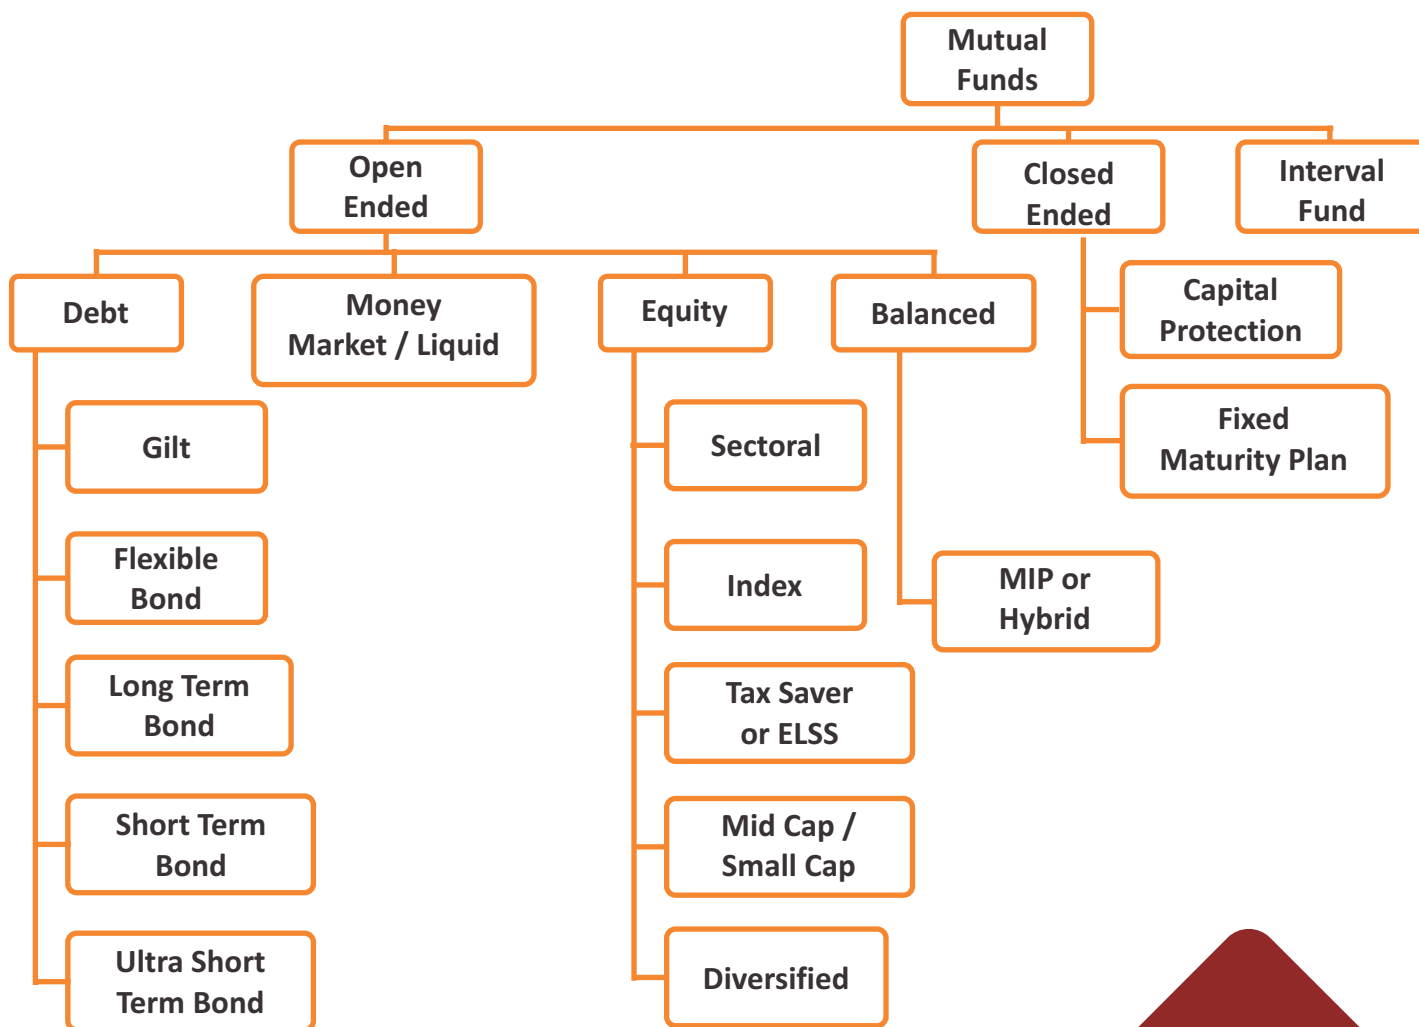 Mutual
Funds
Open
Ended
Closed
Ended
Interval
Fund
Debt
Money
Market / Liquid
Equity
Balanced
Capital
Protection
Fixed
Maturity Plan
Gilt
Flexible
Bond
Long Term
Bond
Short Term
Bond
Ultra Short
Term Bond
Sectoral
Index
Tax Saver
or ELSS
Mid Cap /
Small Cap
Diversified
MIP or
Hybrid